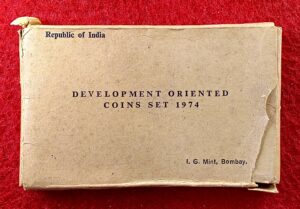 Republic of India
DEVELOPMENT ORIENTED
COINS SET 1974
I. G. Mint, Bombay.